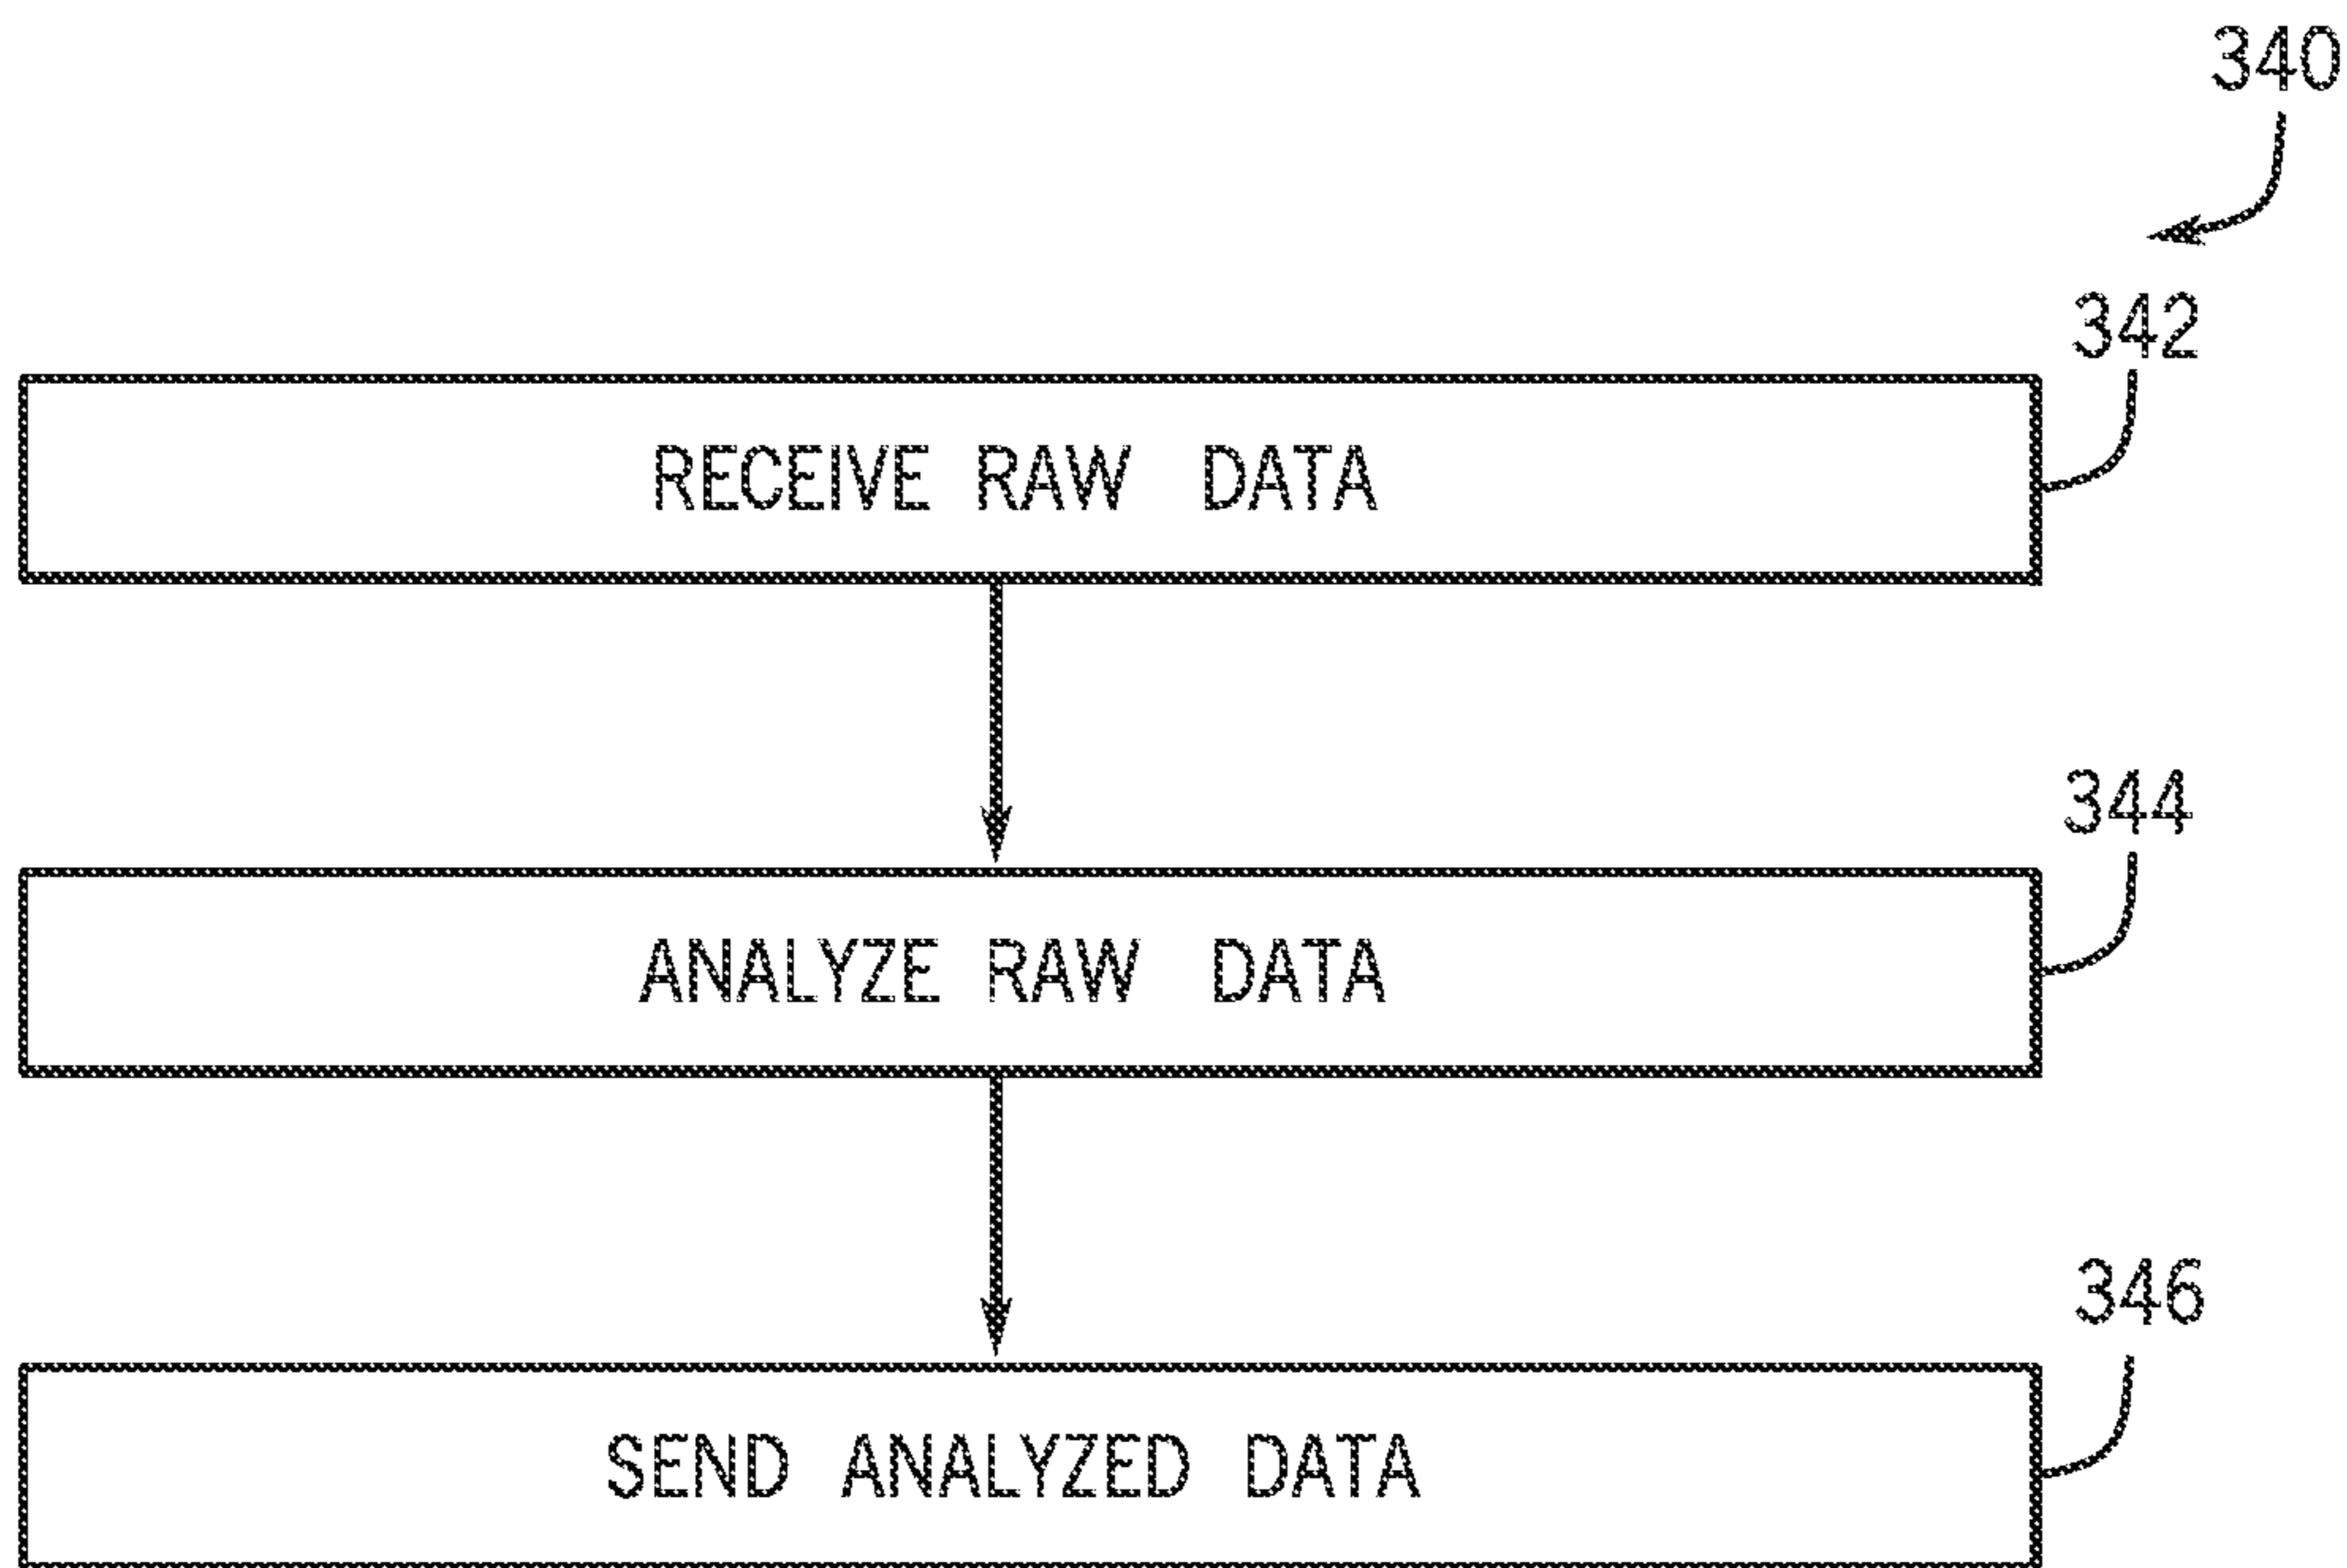 340
342
RECEIVE RAW DATA
344
ANALYZE RAW DATA
346
SEND ANALYZED DATA